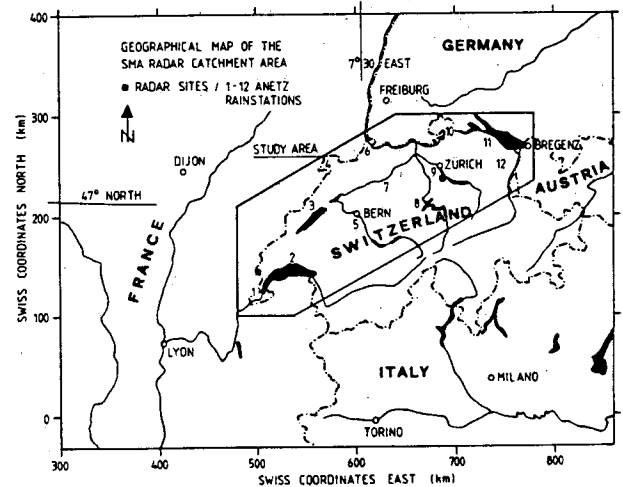 400
300
200
100
0
SWISS COORDINATES NORTH (km)
GEOGRAPHICAL MAP OF THE
SMA RADAR CATCHMENT AREA
● RADAR SITES / 1-12 ANETZ
RAINSTATIONS
N
7° 30 EAST
GERMANY
FREIBURG
STUDY AREA
DIJON
47° NORTH
FRANCE
LYON
10
11
BREGENZ
4
6
9
ZÜRICH
12
AUSTRIA
7
3
8
BERN
5
SWITZERLAND
2
1
ITALY
MILANO
TORINO
300
400
500
600
700
800
SWISS COORDINATES EAST (km)